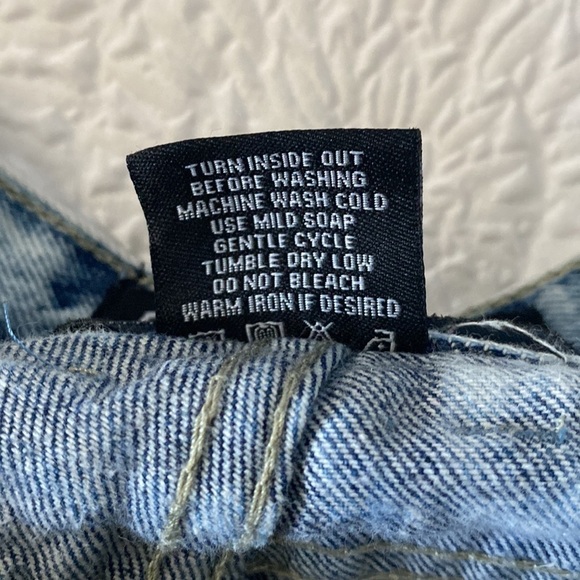 TURN INSIDE OUT
BEFORE WASHING
MACHINE WASH COLD
USE MILD SOAP
GENTLE CYCLE
TUMBLE DRY LOW
DO NOT BLEACH
WARM IRON IF DESIRED